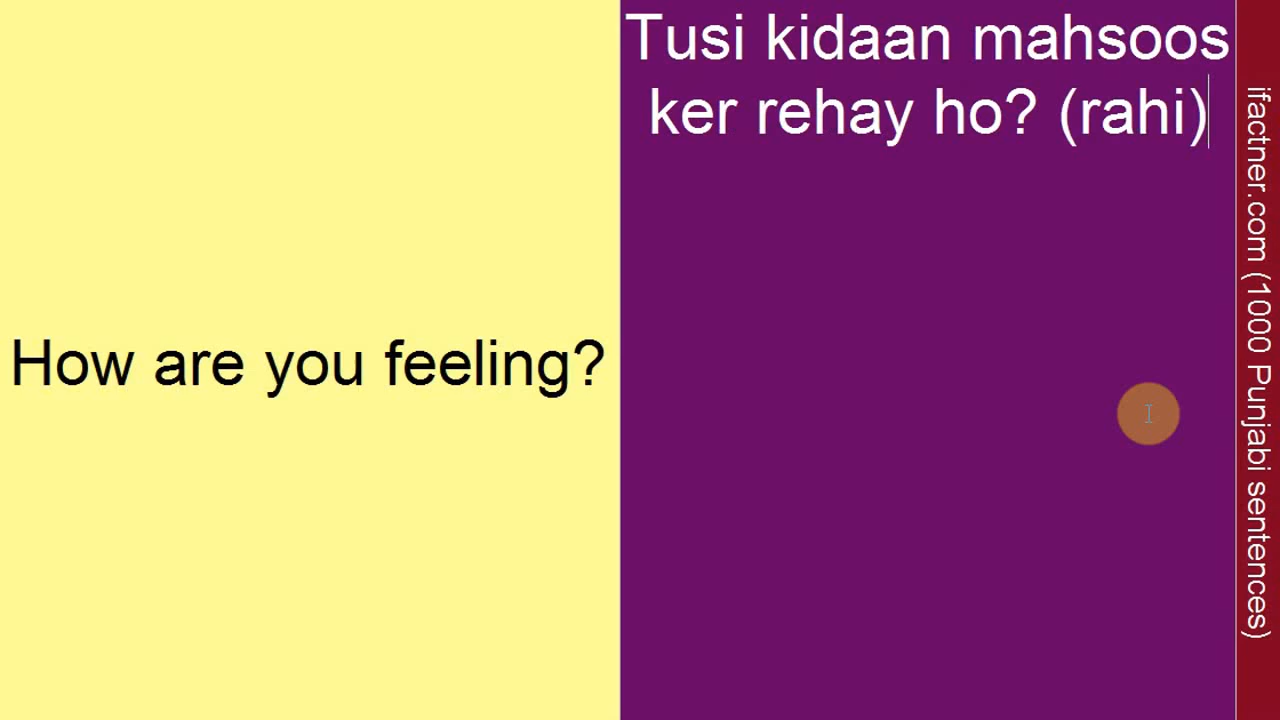 How are you feeling?
Tusi kidaan mahsoos
ker rehay ho? (rahi)
ifactner.com (1000 Punjabi sentences)